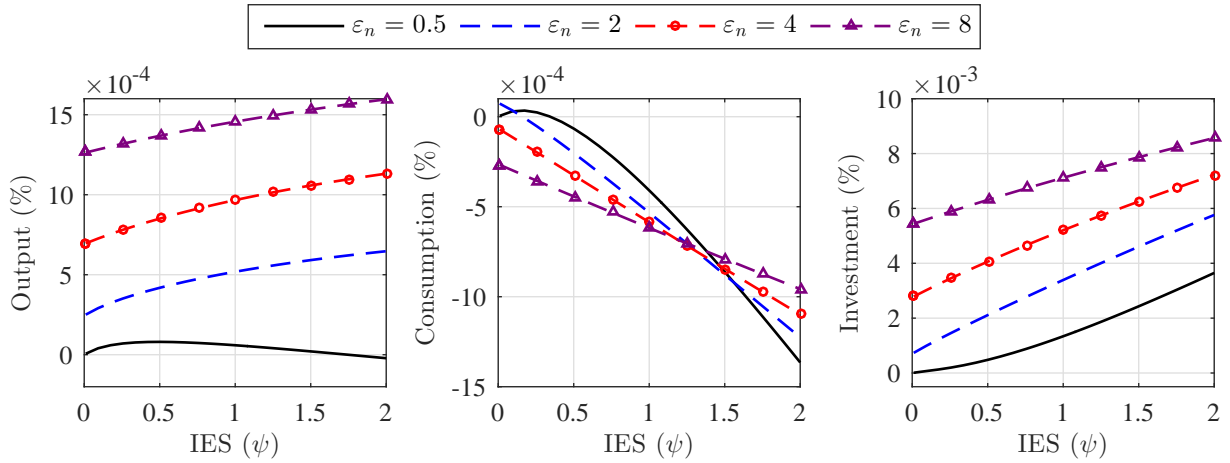 εₙ = 0.5 εₙ = 2 εₙ = 4 εₙ = 8
×10⁻⁴
Output (%)
15
10
5
0
0 0.5 1 1.5 2
IES (ψ)
×10⁻⁴
Consumption (%)
0
-5
-10
-15
0 0.5 1 1.5 2
IES (ψ)
×10⁻³
Investment (%)
10
8
6
4
2
0
0 0.5 1 1.5 2
IES (ψ)